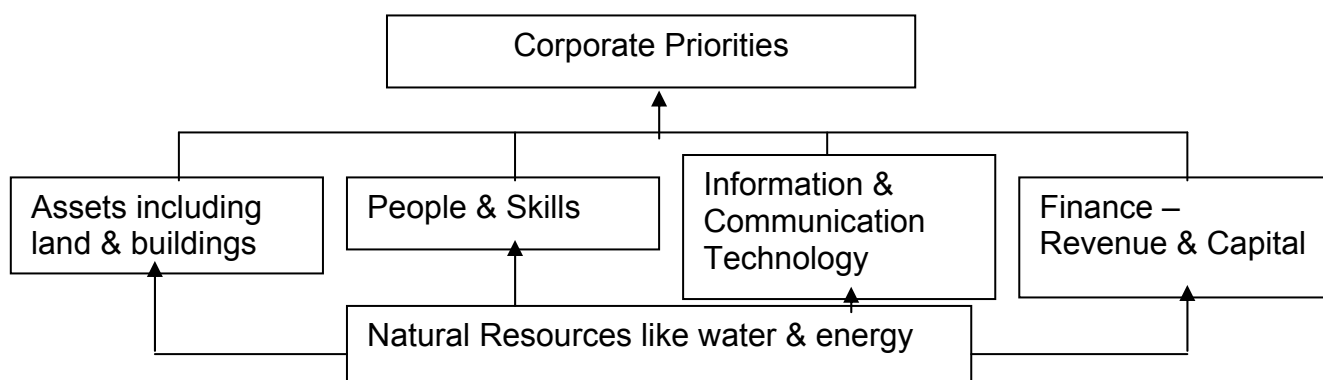 Corporate Priorities
Assets including
land & buildings
People & Skills
Information &
Communication
Technology
Finance –
Revenue & Capital
Natural Resources like water & energy